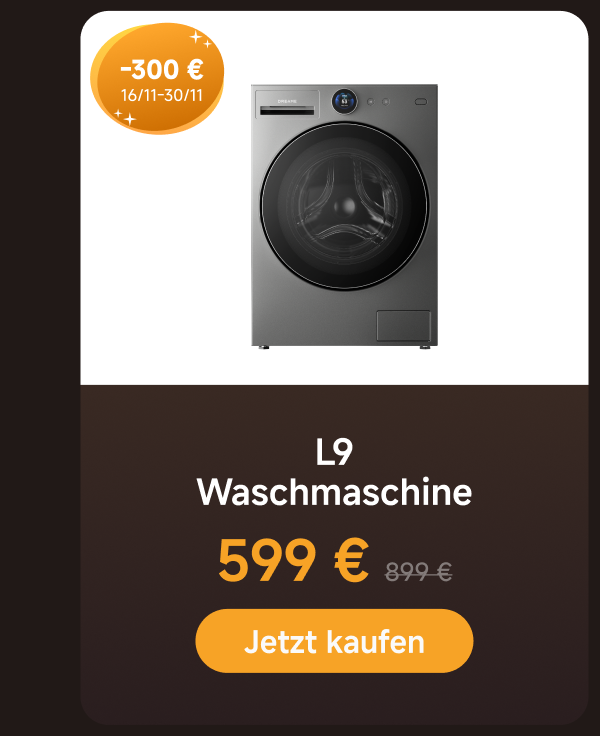 -300 €
16/11-30/11
L9
Waschmaschine
599 € 899 €
Jetzt kaufen